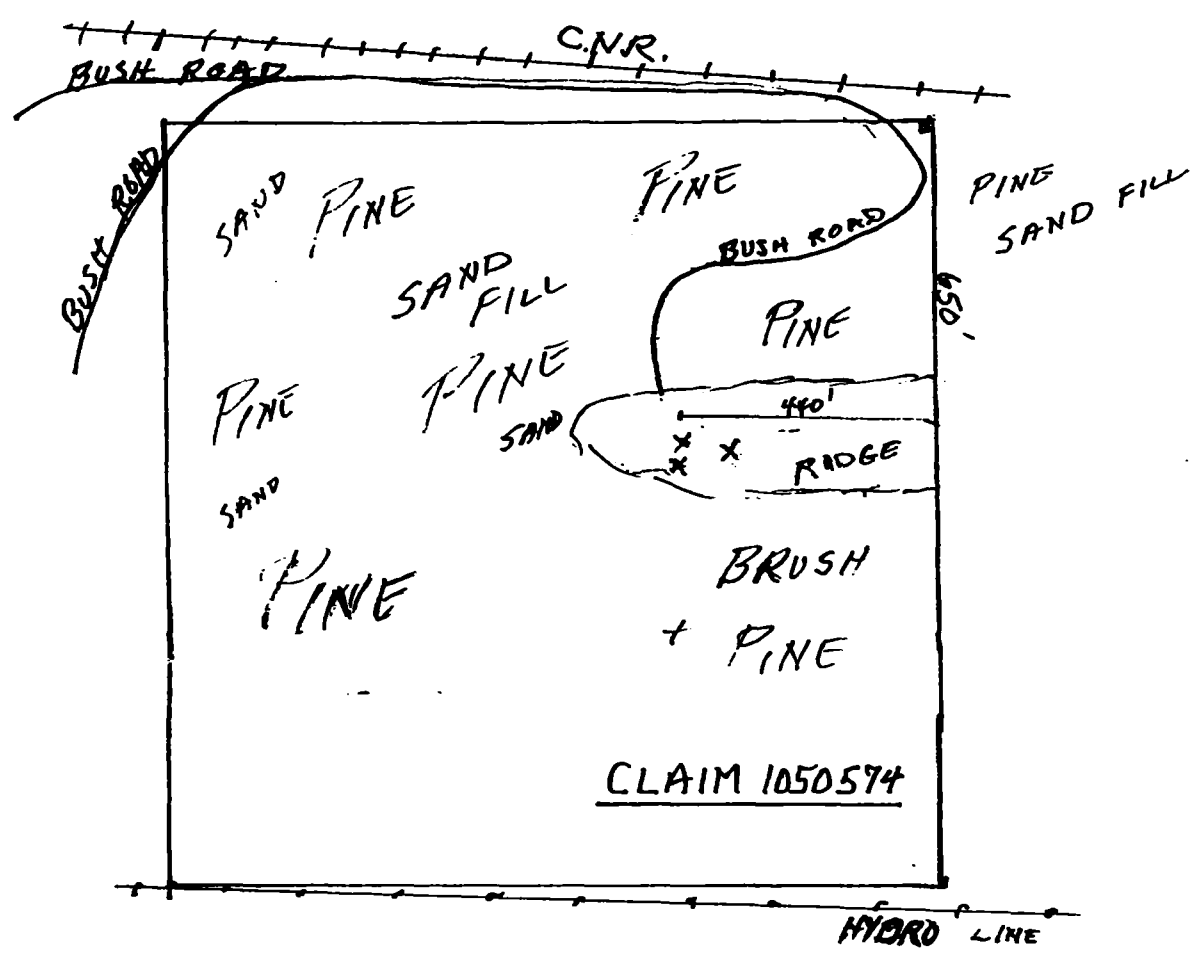 C.N.R.
BUSH ROAD
BUSH ROAD
SAND
PINE
PINE
PINE
SAND FILL
BUSH ROAD
SAND
FILL
650'
PINE
PINE
PINE
440'
SAND
X
X X
RIDGE
SAND
PINE
BRUSH
+ PINE
CLAIM 1050574
HYDRO LINE